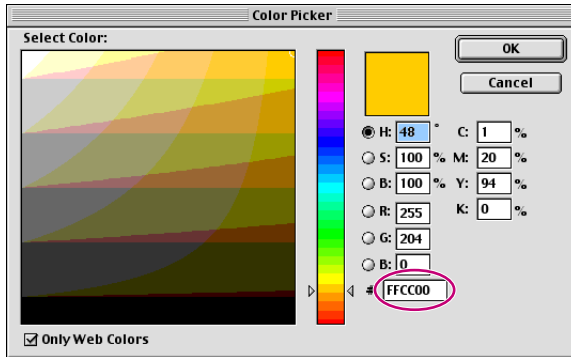 Color Picker
Select Color:
OK
Cancel
H: 48 °
S: 100 %
B: 100 %
R: 255
G: 204
B: 0
# FFCC00
C: 1 %
M: 20 %
Y: 94 %
K: 0 %
Only Web Colors